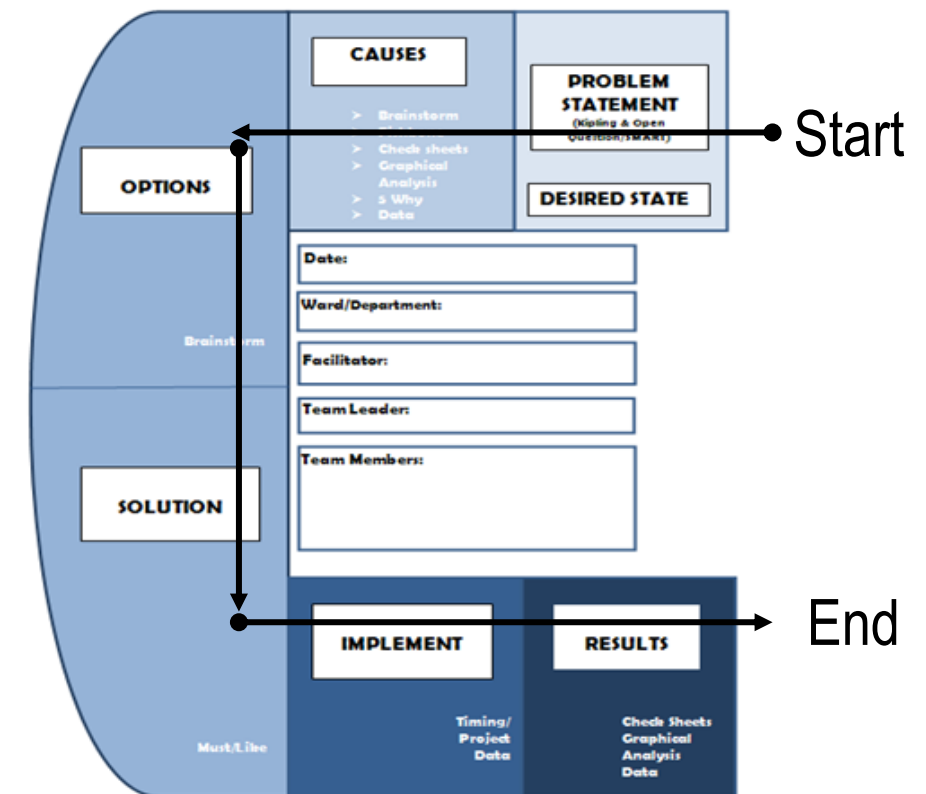 CAUSES
Brainstorm
Check sheets
Graphical
Analysis
5 Why
Data
PROBLEM
STATEMENT
(Kipling & Open
Question/SMART)
DESIRED STATE
Start
OPTIONS
Brainstorm
Date:
Ward/Department:
Facilitator:
Team Leader:
Team Members:
SOLUTION
Must/Like
IMPLEMENT
Timing/
Project
Data
RESULTS
Check Sheets
Graphical
Analysis
Data
End